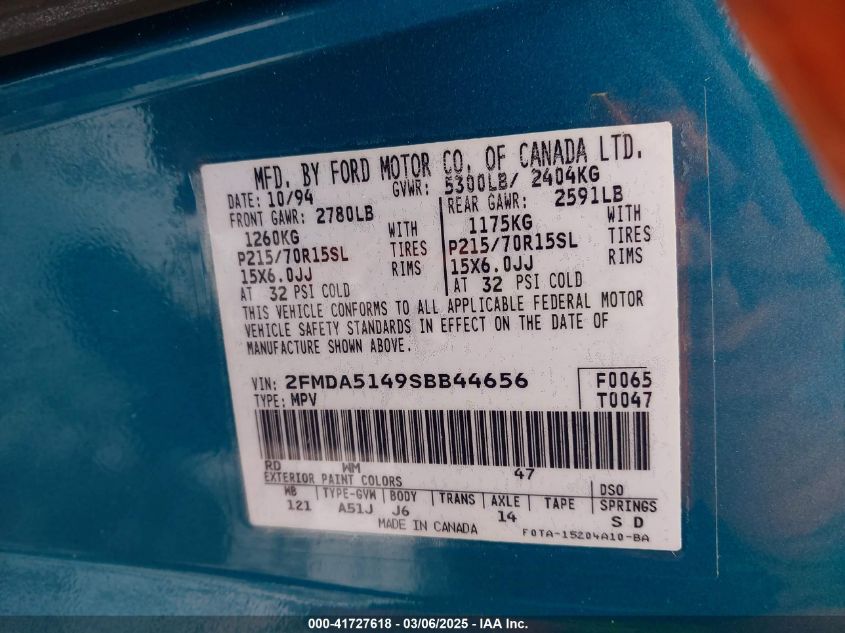 MFD. BY FORD MOTOR CO. OF CANADA LTD.
DATE: 10/94 GVWR: 5300LB/ 2404KG
FRONT GAWR: 2780LB REAR GAWR: 2591LB
1260KG WITH 1175KG WITH
P215/70R15SL TIRES P215/70R15SL TIRES
15X6.0JJ RIMS 15X6.0JJ RIMS
AT 32 PSI COLD AT 32 PSI COLD
THIS VEHICLE CONFORMS TO ALL APPLICABLE FEDERAL MOTOR
VEHICLE SAFETY STANDARDS IN EFFECT ON THE DATE OF
MANUFACTURE SHOWN ABOVE.
VIN: 2FMDA5149SBB44656 F0065
TYPE: MPV T0047
RD WM 47
EXTERIOR PAINT COLORS DSO
WB TYPE-GVW BODY TRANS AXLE TAPE SPRINGS
121 A51J J6 14 S D
MADE IN CANADA F0TA-15204A10-BA
000-41727618 | 03/06/2025 - IAA Inc.